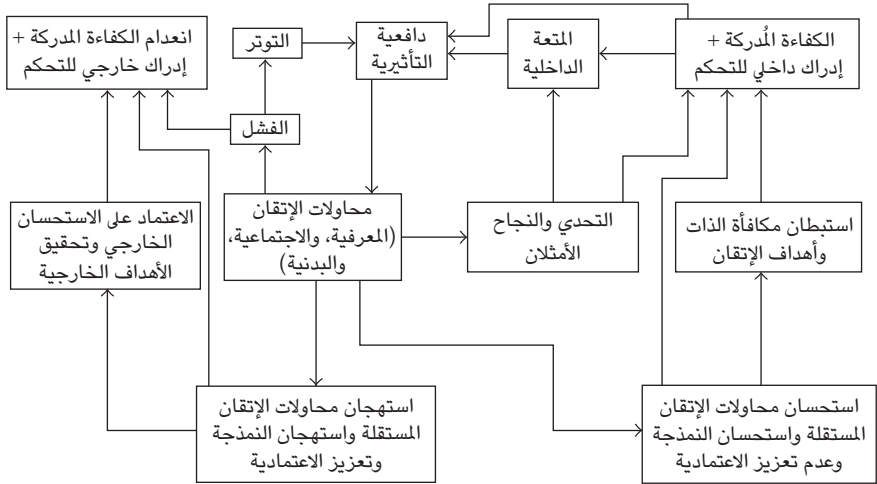 الكفاءة المُدركة +
إدراك داخلي للتحكم
المتعة
الداخلية
دافعية
التأثيرية
التوتر
انعدام الكفاءة المدركة +
إدراك خارجي للتحكم
الفشل
استبطان مكافأة الذات
وأهداف الإتقان
التحدي والنجاح
الأمثلان
محاولات الإتقان
(المعرفية، والاجتماعية،
والبدنية)
الاعتماد على الاستحسان
الخارجي وتحقيق
الأهداف الخارجية
استحسان محاولات الإتقان
المستقلة واستحسان النمذجة
وعدم تعزيز الاعتمادية
استهجان محاولات الإتقان
المستقلة واستهجان النمذجة
وتعزيز الاعتمادية